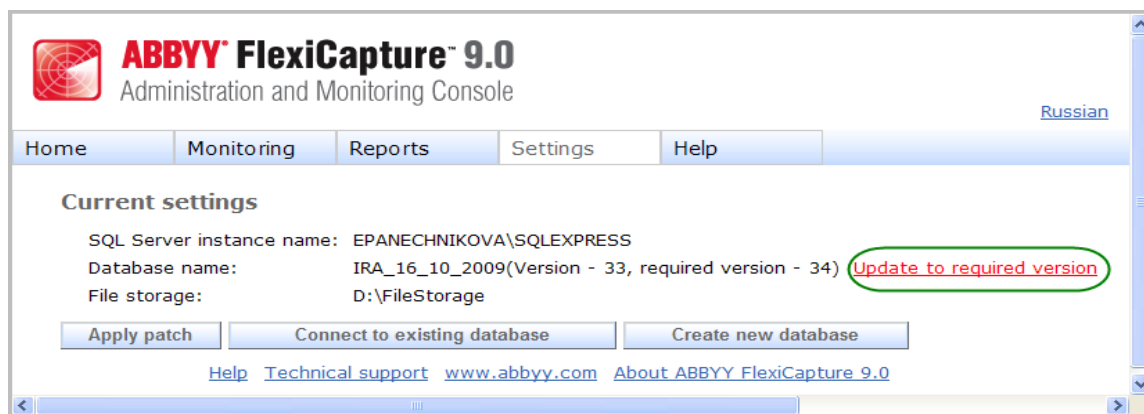 ABBYY® FlexiCapture™ 9.0
Administration and Monitoring Console
Russian
Home Monitoring Reports Settings Help
Current settings
SQL Server instance name: EPANECHNIKOVA\SQLEXPRESS
Database name: IRA_16_10_2009(Version - 33, required version - 34) Update to required version
File storage: D:\FileStorage
Apply patch Connect to existing database Create new database
Help Technical support www.abbyy.com About ABBYY FlexiCapture 9.0